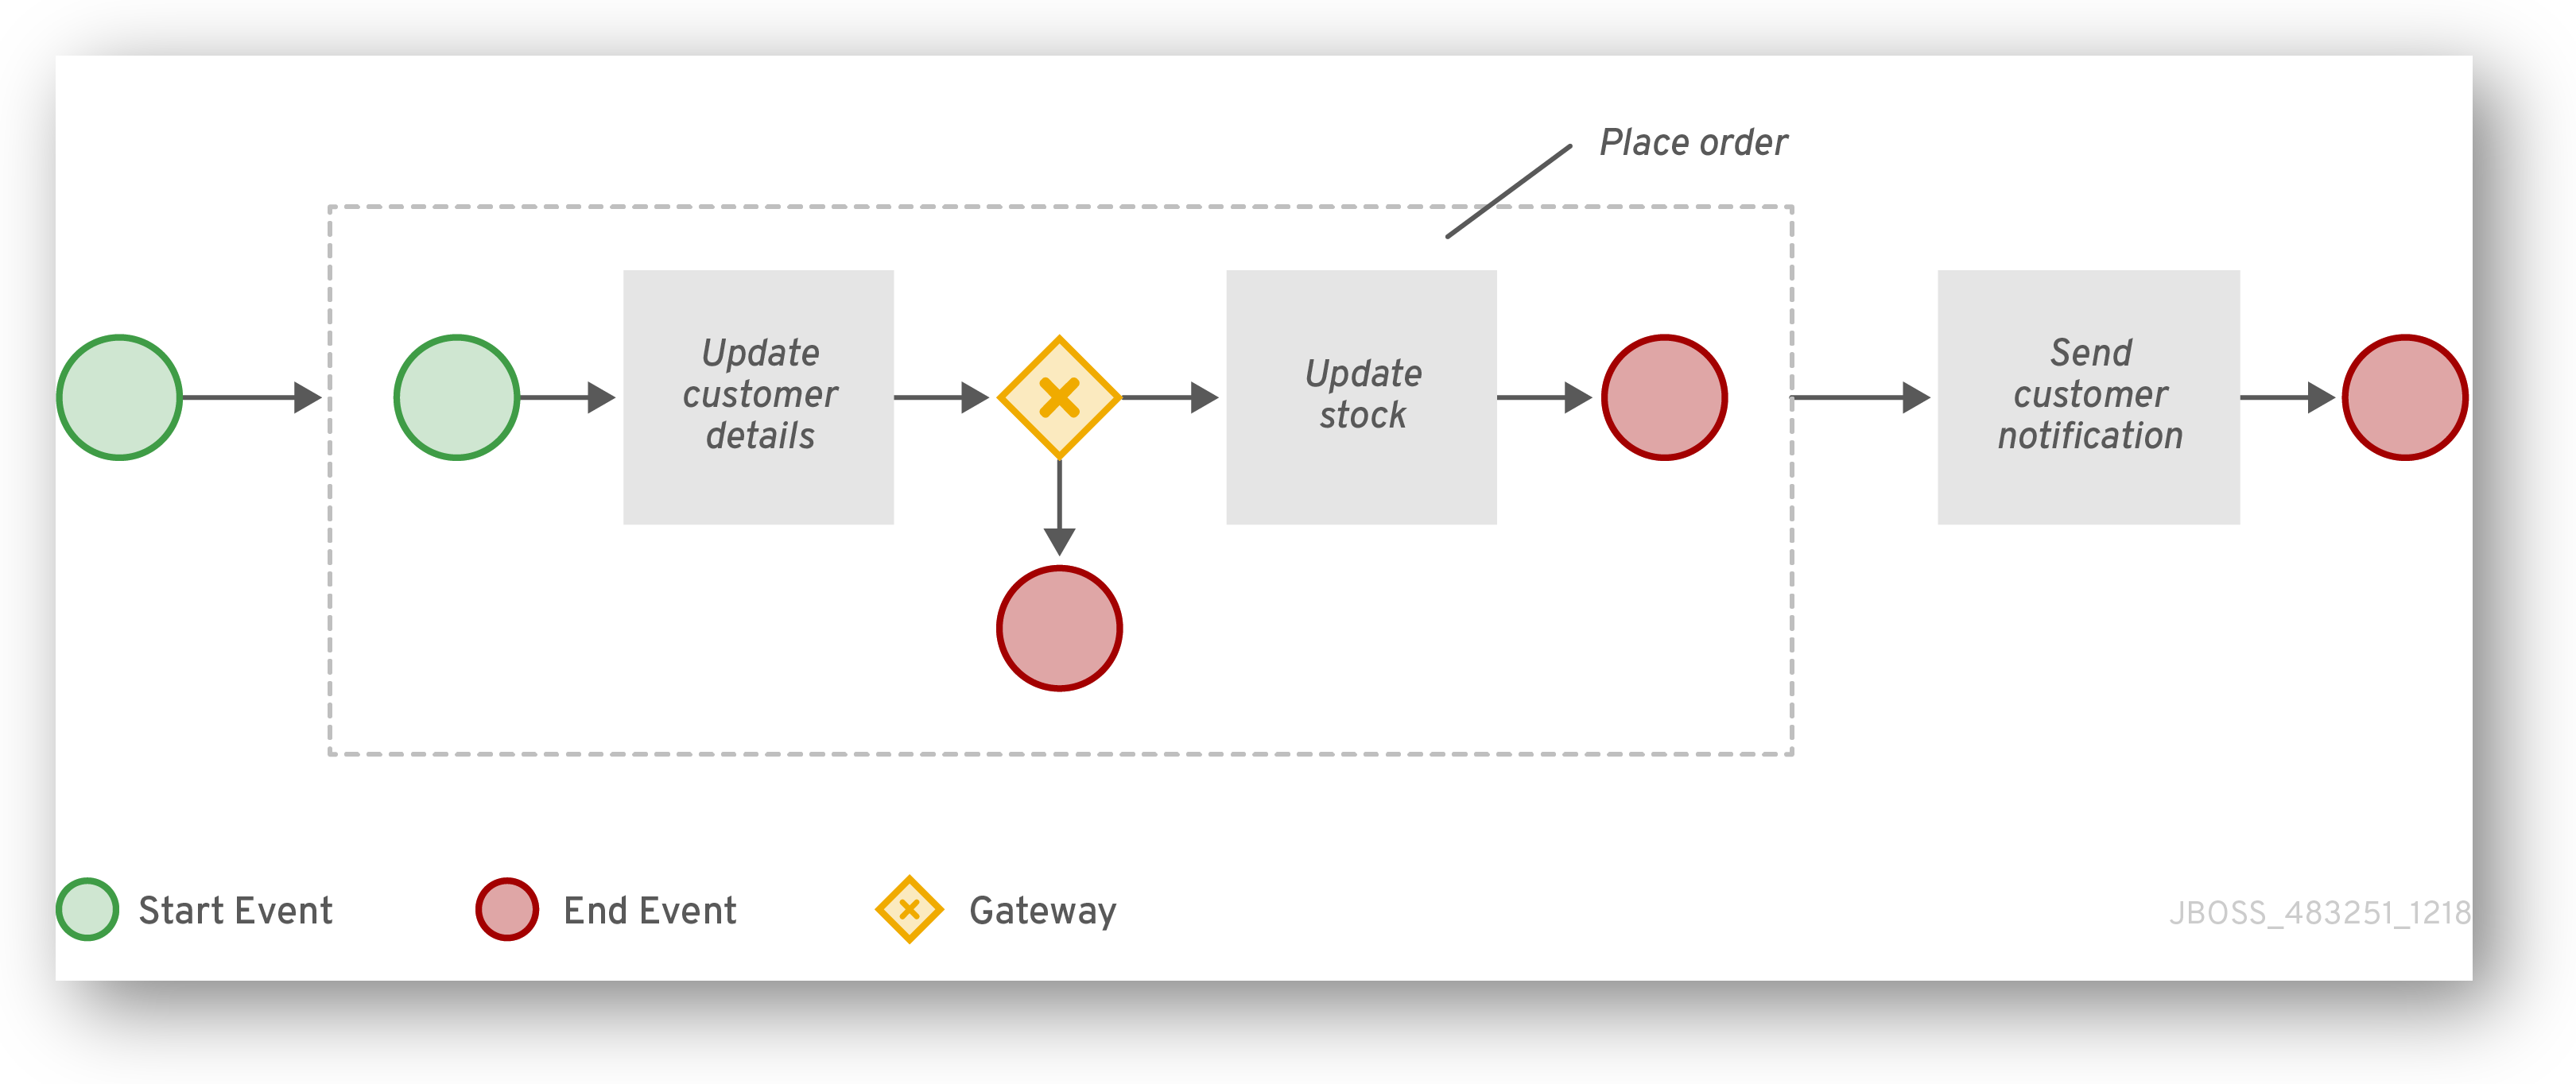 Place order
Update
customer
details
Update
stock
Send
customer
notification
Start Event
End Event
Gateway
JBOSS_483251_1218